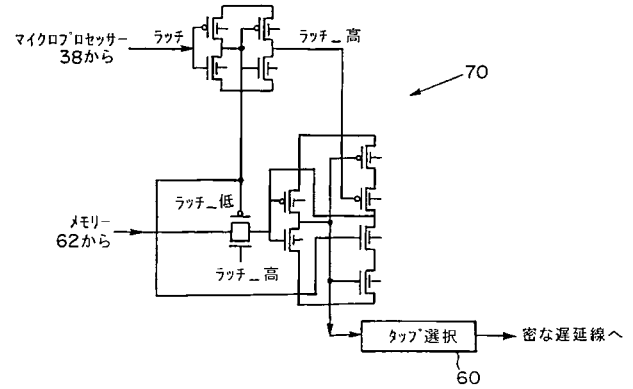 マイクロプロセッサー
38から
ラッチ
ラッチ_高
70
ラッチ_低
メモリー
62から
ラッチ_高
タップ選択
密な遅延線へ
60